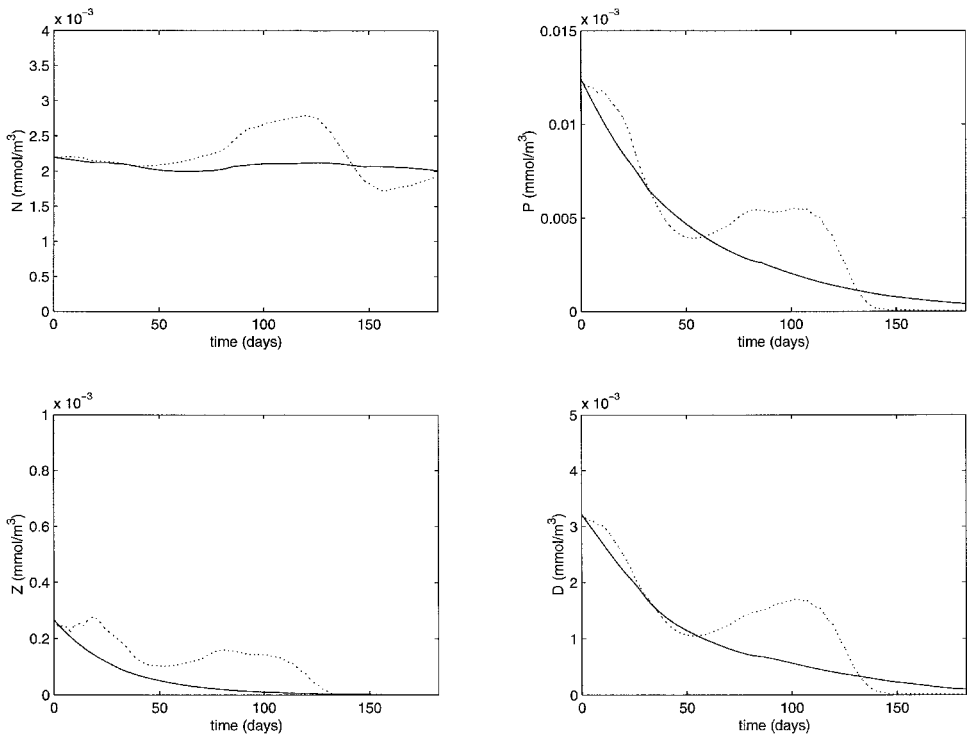 x 10⁻³
4
3.5
3
2.5
2
1.5
1
0.5
0
N (mmol/m³)
0 50 100 150
time (days)
x 10⁻³
0.015
0.01
0.005
0
P (mmol/m³)
0 50 100 150
time (days)
x 10⁻³
1
0.8
0.6
0.4
0.2
0
Z (mmol/m³)
0 50 100 150
time (days)
x 10⁻³
5
4
3
2
1
0
D (mmol/m³)
0 50 100 150
time (days)